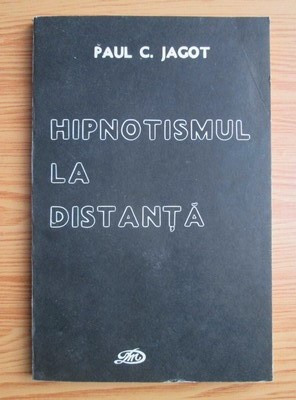 PAUL C. JAGOT
HIPNOTISMUL
LA
DISTANȚĂ